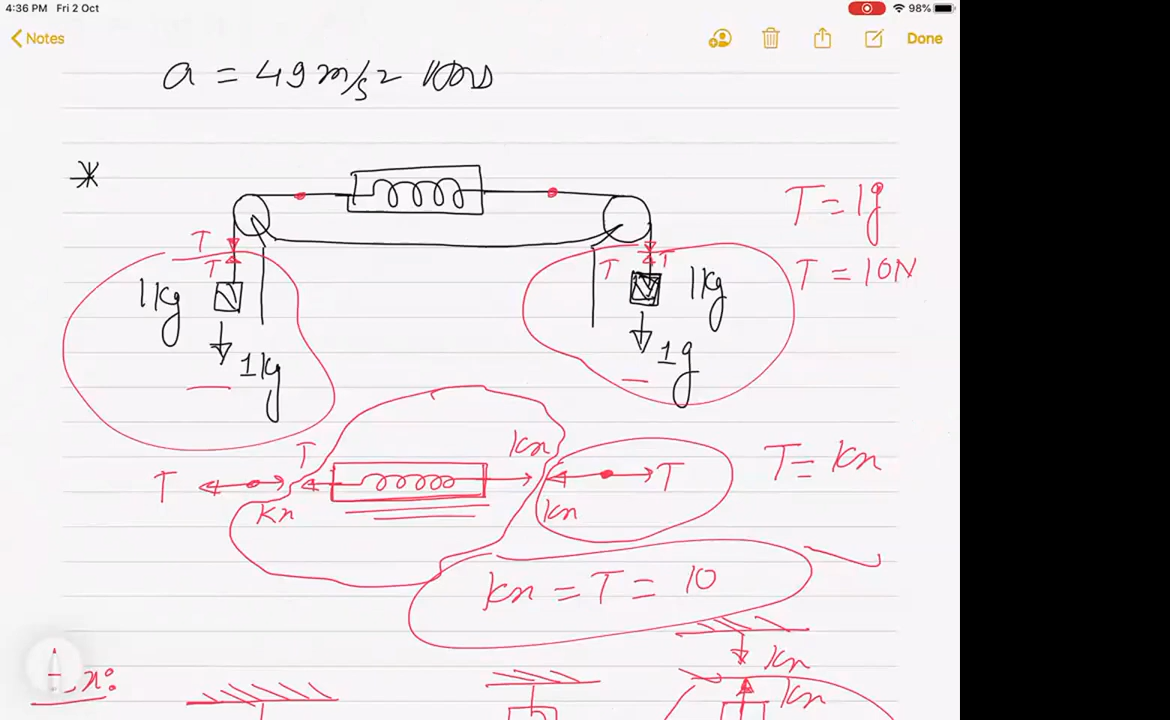 4:36 PM Fri 2 Oct
98%
Notes
Done
a = 49 m/s2 Ans
*
T = 1g
T
T
T
T
T = 10N
1kg
1kg
1kg
1g
T
kx
T
T
T = kx
kx
kx
kx = T = 10
kx
kx